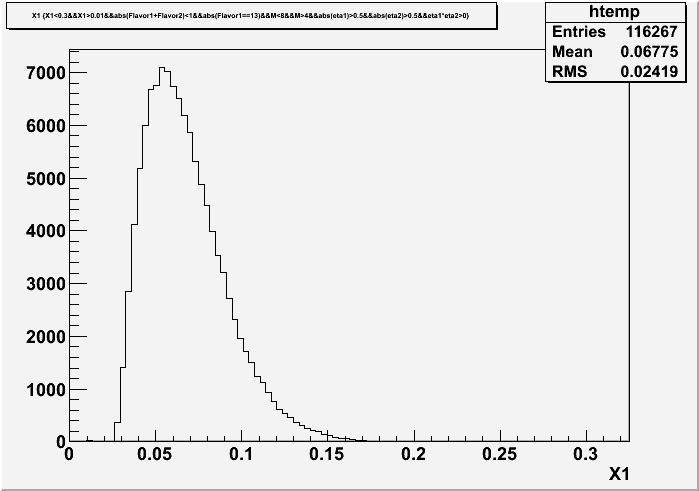 X1 {X1<0.3&&X1>0.01&&abs(Flavor1+Flavor2)<1&&abs(Flavor1==13)&&M<8&&M>4&&abs(eta1)>0.5&&abs(eta2)>0.5&&eta1*eta2>0}
htemp
Entries 116267
Mean 0.06775
RMS 0.02419
7000
6000
5000
4000
3000
2000
1000
0
0 0.05 0.1 0.15 0.2 0.25 0.3
X1